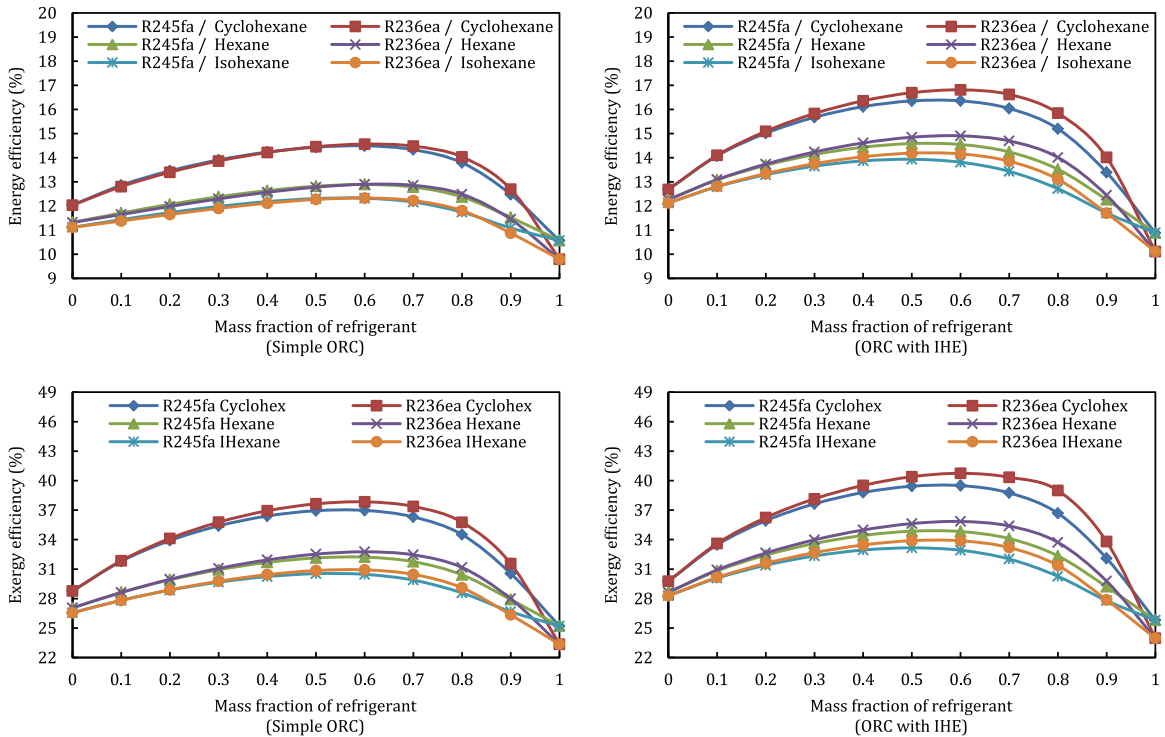 Energy efficiency (%)
20
19
18
17
16
15
14
13
12
11
10
9
R245fa / Cyclohexane
R236ea / Cyclohexane
R245fa / Hexane
R236ea / Hexane
R245fa / Isohexane
R236ea / Isohexane
0 0.1 0.2 0.3 0.4 0.5 0.6 0.7 0.8 0.9 1
Mass fraction of refrigerant
(Simple ORC)
Energy efficiency (%)
20
19
18
17
16
15
14
13
12
11
10
9
R245fa / Cyclohexane
R236ea / Cyclohexane
R245fa / Hexane
R236ea / Hexane
R245fa / Isohexane
R236ea / Isohexane
0 0.1 0.2 0.3 0.4 0.5 0.6 0.7 0.8 0.9 1
Mass fraction of refrigerant
(ORC with IHE)
Exergy efficiency (%)
49
46
43
40
37
34
31
28
25
22
R245fa Cyclohex
R236ea Cyclohex
R245fa Hexane
R236ea Hexane
R245fa IHexane
R236ea IHexane
0 0.1 0.2 0.3 0.4 0.5 0.6 0.7 0.8 0.9 1
Mass fraction of refrigerant
(Simple ORC)
Exergy efficiency (%)
49
46
43
40
37
34
31
28
25
22
R245fa Cyclohex
R236ea Cyclohex
R245fa Hexane
R236ea Hexane
R245fa IHexane
R236ea IHexane
0 0.1 0.2 0.3 0.4 0.5 0.6 0.7 0.8 0.9 1
Mass fraction of refrigerant
(ORC with IHE)